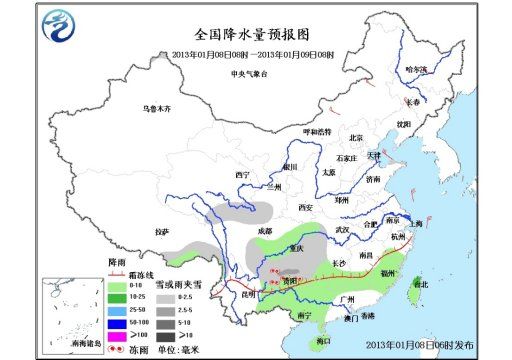 全国降水量预报图
2013年01月08日08时 —2013年01月09日08时
中央气象台
哈尔滨
长春
乌鲁木齐
沈阳
呼和浩特
北京
天津
银川
石家庄
太原
济南
西宁
兰州
郑州
西安
拉萨
成都
合肥
南京
上海
武汉
杭州
重庆
南昌
长沙
贵阳
福州
昆明
台北
广州
南宁
澳门
香港
海口
降雨
霜冻线
雪或雨夹雪
0-10
0-2.5
10-25
2.5-5
25-50
5-10
50-100
≥10
≥100
冻雨
单位:毫米
南海诸岛
2013年01月08日06时发布